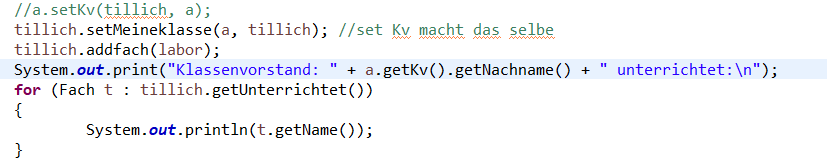 //a.setKv(tillich, a);
tillich.setMeineklasse(a, tillich); //set Kv macht das selbe
tillich.addfach(labor);
System.out.print("Klassenvorstand: " + a.getKv().getNachname() + " unterrichtet:\n");
for (Fach t : tillich.getUnterrichtet())
{
System.out.println(t.getName());
}